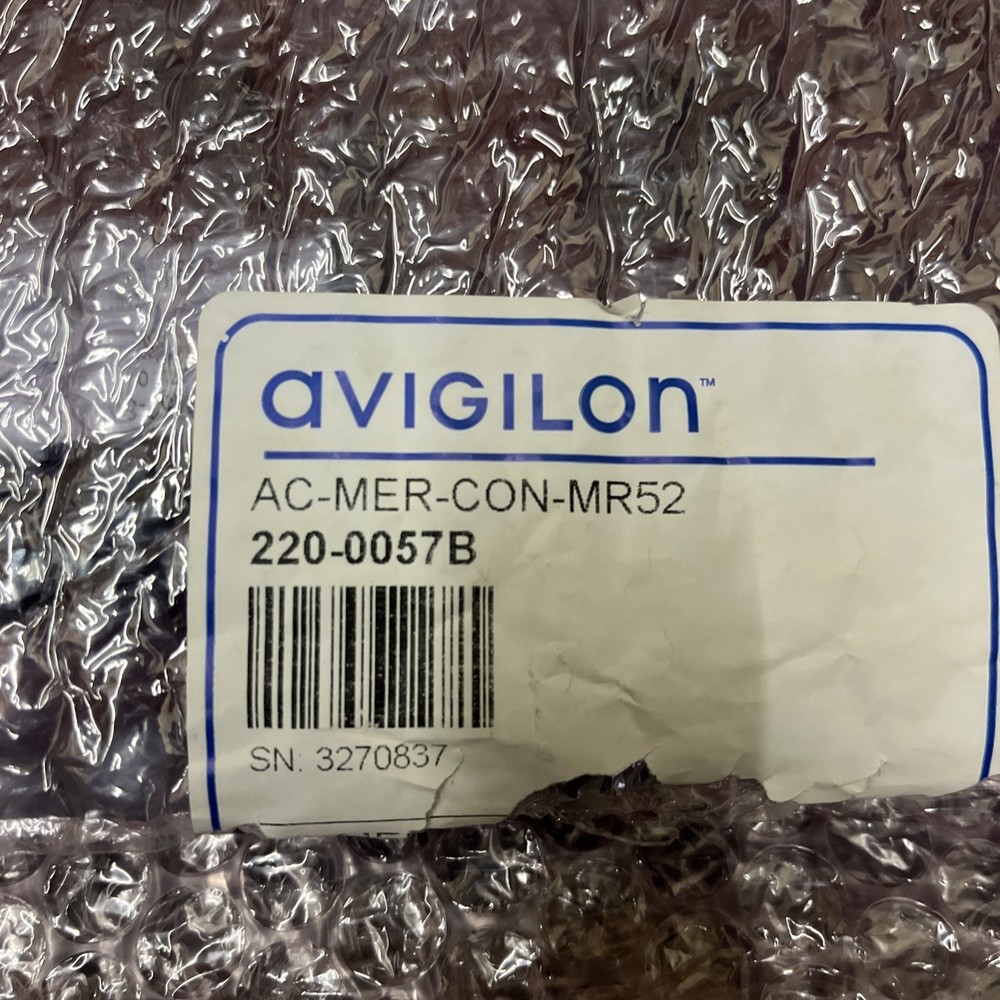 aVIGILOn™
AC-MER-CON-MR52
220-0057B
SN: 3270837